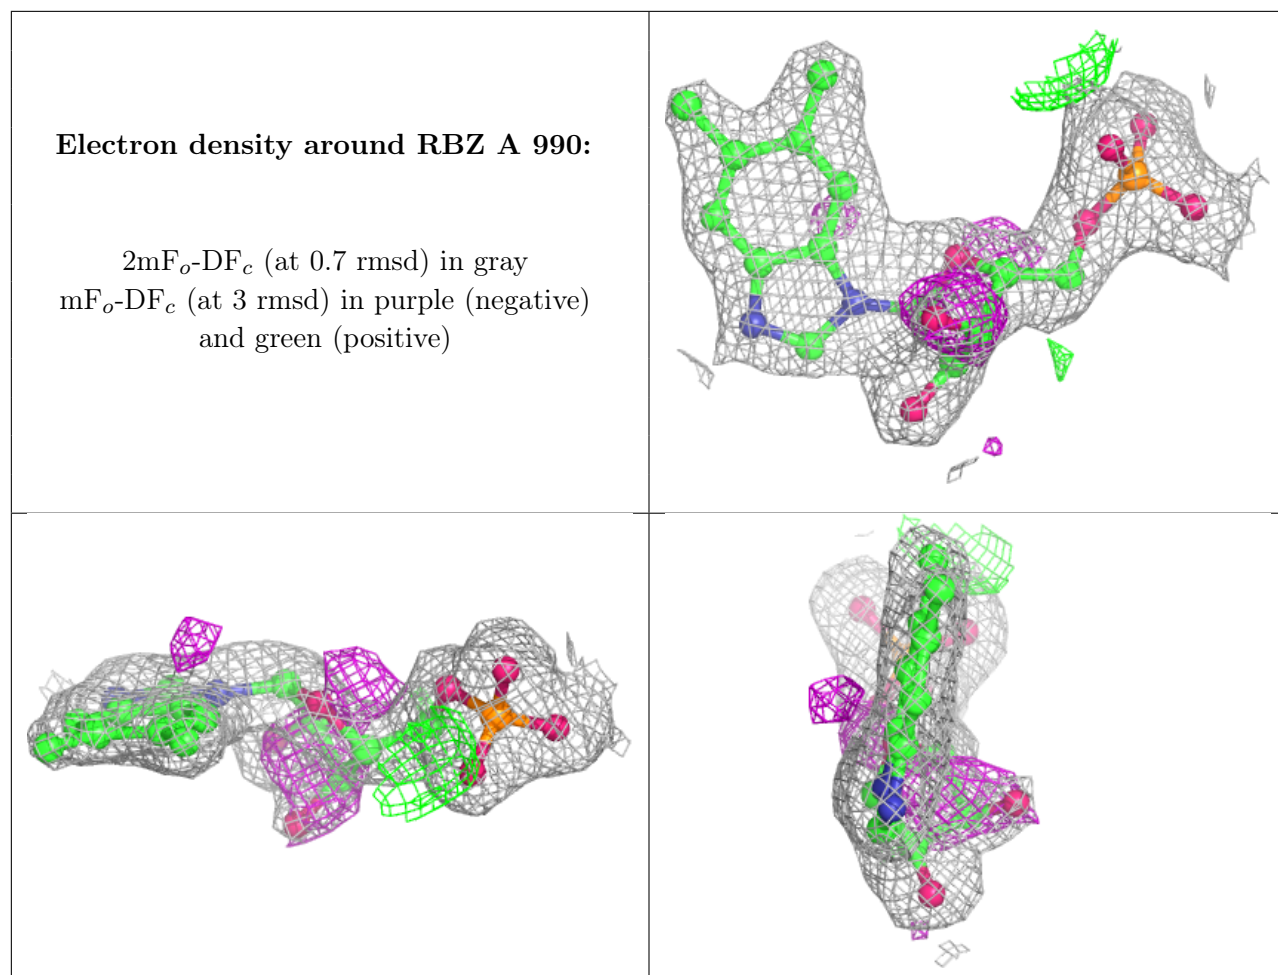 Electron density around RBZ A 990:
2mFo-DFc (at 0.7 rmsd) in gray
mFo-DFc (at 3 rmsd) in purple (negative)
and green (positive)